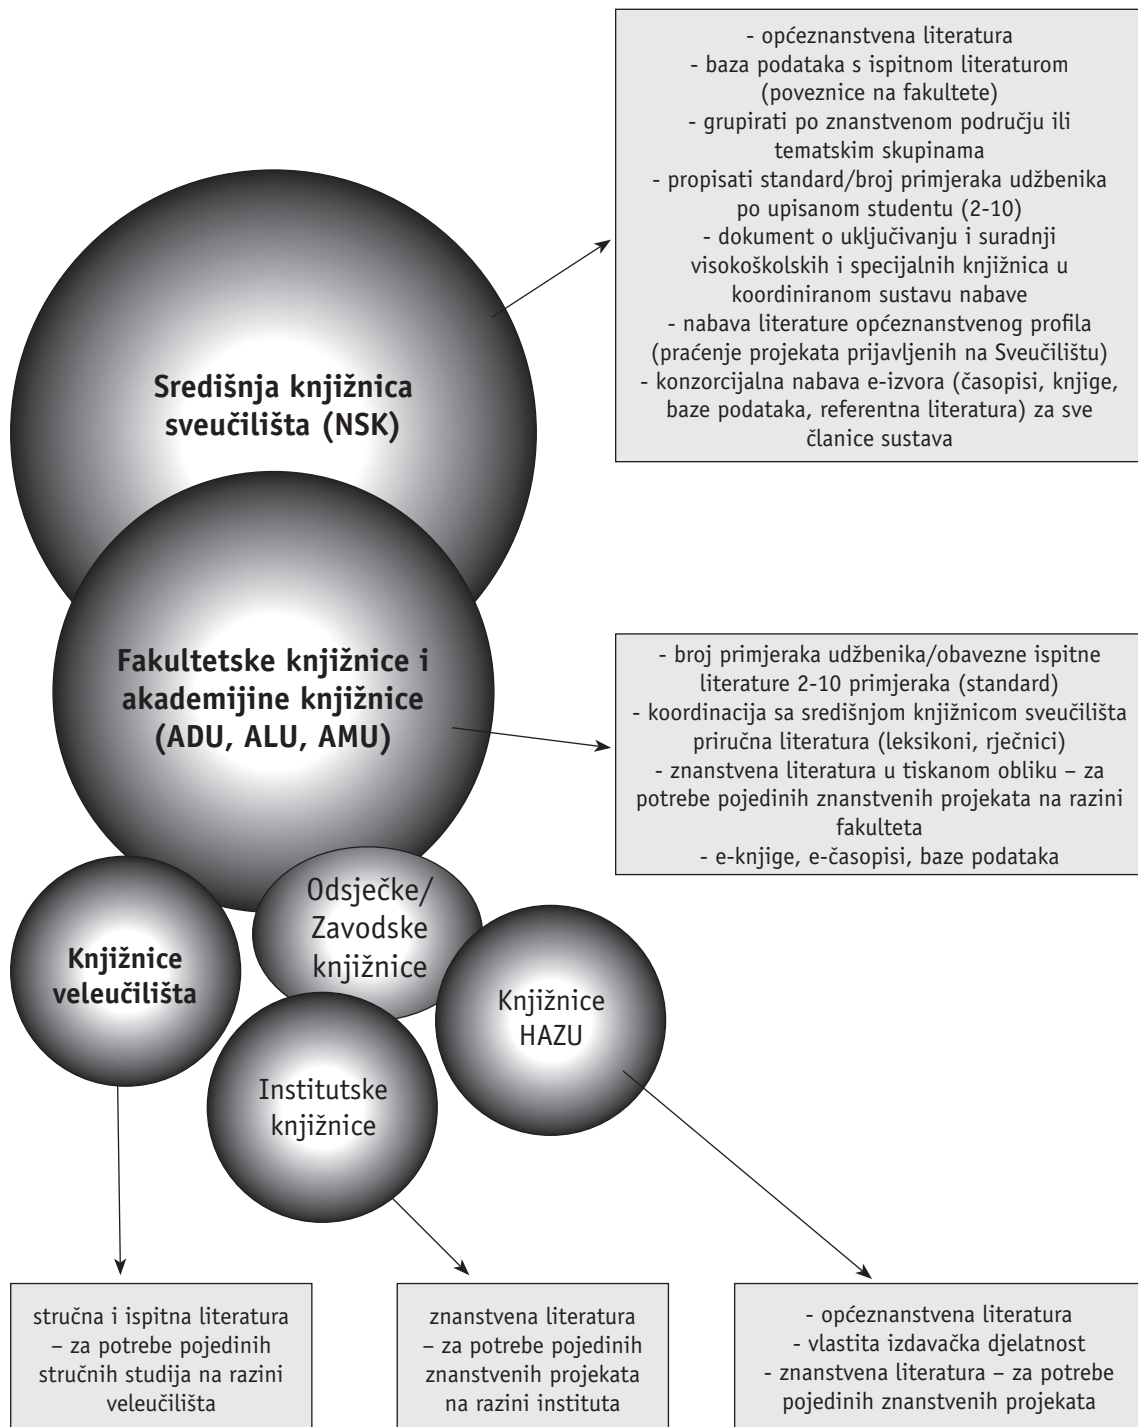 - općeznanstvena literatura
- baza podataka s ispitnom literaturom
(poveznice na fakultete)
- grupirati po znanstvenom području ili
tematskim skupinama
- propisati standard/broj primjeraka udžbenika
po upisanom studentu (2-10)
- dokument o uključivanju i suradnji
visokoškolskih i specijalnih knjižnica u
koordiniranom sustavu nabave
- nabava literature općeznanstvenog profila
(praćenje projekata prijavljenih na Sveučilištu)
- konzorcijalna nabava e-izvora (časopisi, knjige,
baze podataka, referentna literatura) za sve
članice sustava
Središnja knjižnica
sveučilišta (NSK)
Fakultetske knjižnice i
akademijine knjižnice
(ADU, ALU, AMU)
- broj primjeraka udžbenika/obavezne ispitne
literature 2-10 primjeraka (standard)
- koordinacija sa središnjom knjižnicom sveučilišta
priručna literatura (leksikoni, rječnici)
- znanstvena literatura u tiskanom obliku – za
potrebe pojedinih znanstvenih projekata na razini
fakulteta
- e-knjige, e-časopisi, baze podataka
Odsječke/
Zavodske
knjižnice
Knjižnice
veleučilišta
Knjižnice
HAZU
Institutske
knjižnice
stručna i ispitna literatura
– za potrebe pojedinih
stručnih studija na razini
veleučilišta
znanstvena literatura
– za potrebe pojedinih
znanstvenih projekata
na razini instituta
- općeznanstvena literatura
- vlastita izdavačka djelatnost
- znanstvena literatura – za potrebe
pojedinih znanstvenih projekata